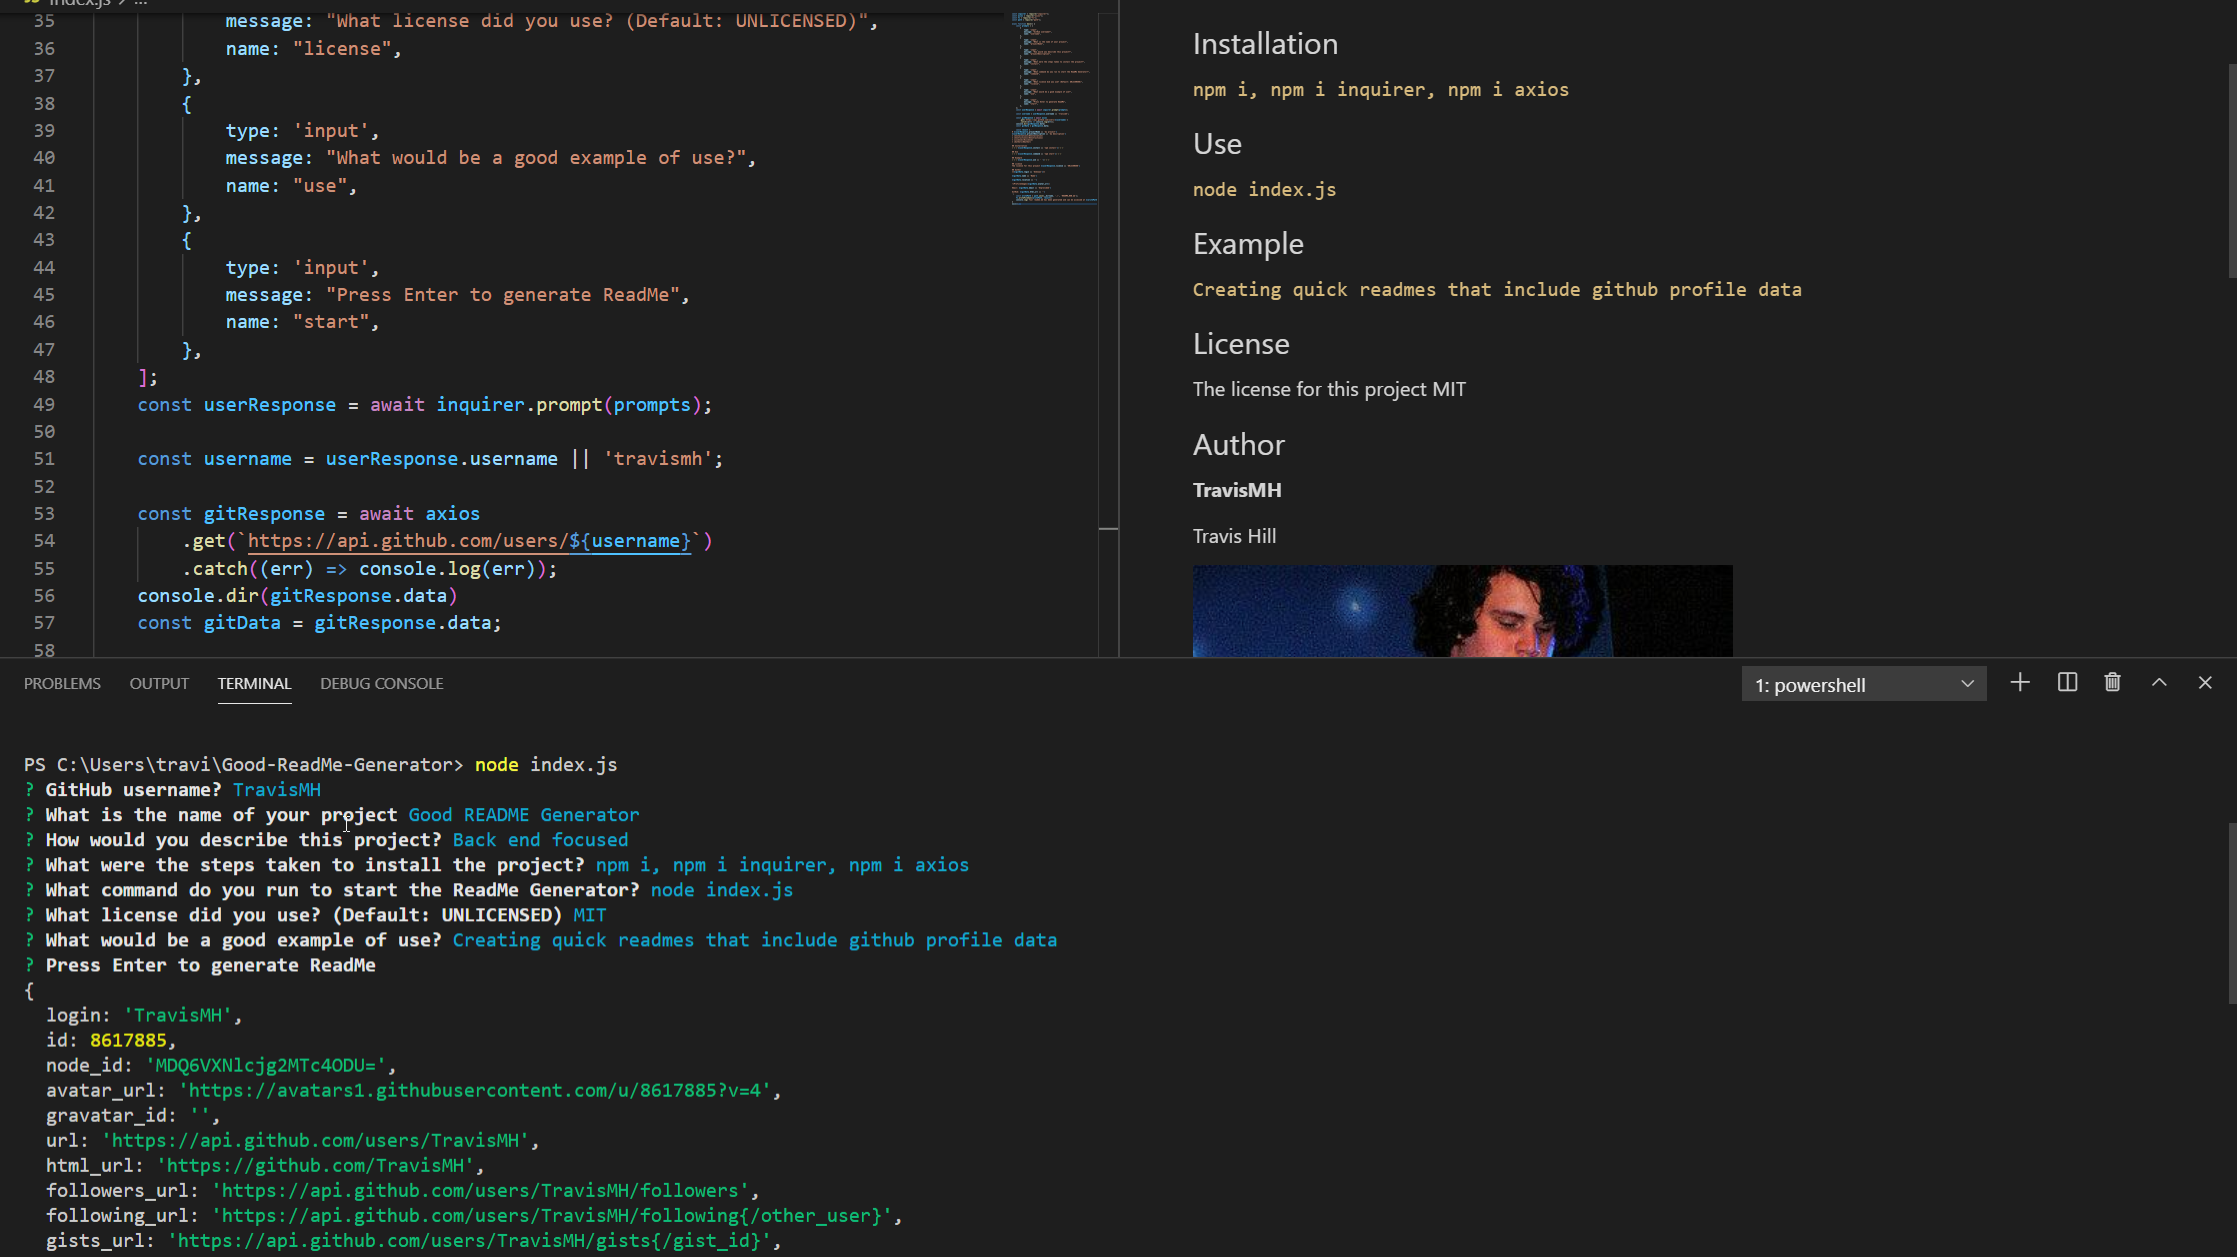 index.js > ...
35 message: "What license did you use? (Default: UNLICENSED)",
36 name: "license",
37 },
38 {
39 type: 'input',
40 message: "What would be a good example of use?",
41 name: "use",
42 },
43 {
44 type: 'input',
45 message: "Press Enter to generate ReadMe",
46 name: "start",
47 },
48 ];
49 const userResponse = await inquirer.prompt(prompts);
50
51 const username = userResponse.username || 'travismh';
52
53 const gitResponse = await axios
54 .get(`https://api.github.com/users/${username}`)
55 .catch((err) => console.log(err));
56 console.dir(gitResponse.data)
57 const gitData = gitResponse.data;
58
Installation
npm i, npm i inquirer, npm i axios
Use
node index.js
Example
Creating quick readmes that include github profile data
License
The license for this project MIT
Author
TravisMH
Travis Hill
PROBLEMS OUTPUT TERMINAL DEBUG CONSOLE 1: powershell
PS C:\Users\travi\Good-ReadMe-Generator> node index.js
? GitHub username? TravisMH
? What is the name of your project Good README Generator
? How would you describe this project? Back end focused
? What were the steps taken to install the project? npm i, npm i inquirer, npm i axios
? What command do you run to start the ReadMe Generator? node index.js
? What license did you use? (Default: UNLICENSED) MIT
? What would be a good example of use? Creating quick readmes that include github profile data
? Press Enter to generate ReadMe
{
login: 'TravisMH',
id: 8617885,
node_id: 'MDQ6VXNlcjg2MTc4ODU=',
avatar_url: 'https://avatars1.githubusercontent.com/u/8617885?v=4',
gravatar_id: '',
url: 'https://api.github.com/users/TravisMH',
html_url: 'https://github.com/TravisMH',
followers_url: 'https://api.github.com/users/TravisMH/followers',
following_url: 'https://api.github.com/users/TravisMH/following{/other_user}',
gists_url: 'https://api.github.com/users/TravisMH/gists{/gist_id}',